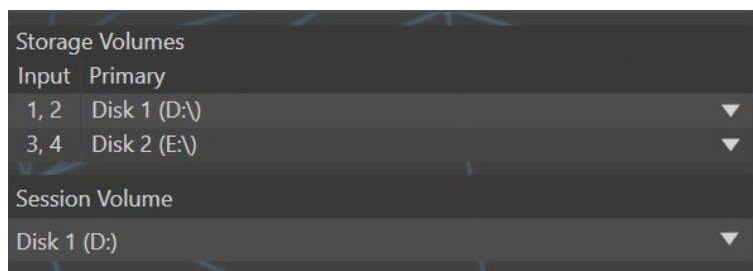 Storage Volumes
Input Primary
1, 2 Disk 1 (D:\)
3, 4 Disk 2 (E:\)
Session Volume
Disk 1 (D:)